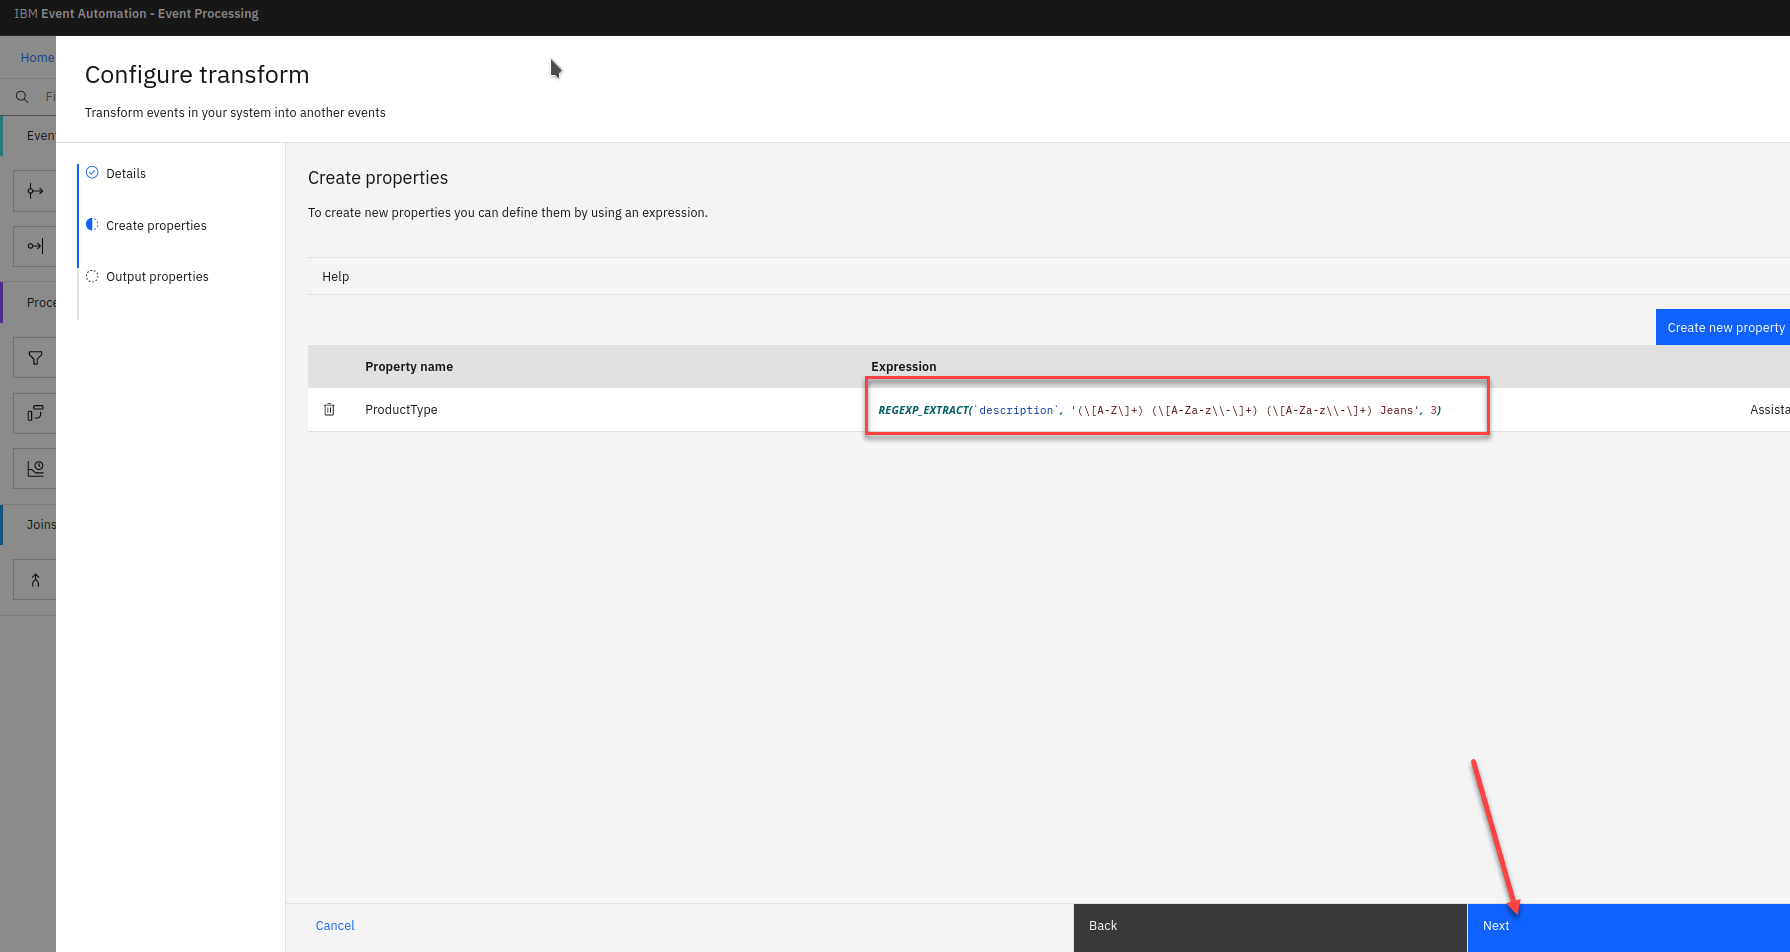 IBM Event Automation - Event Processing
Home
Fi
Configure transform
Transform events in your system into another events
Even
Details
Create properties
Output properties
Proce
Joins
Create properties
To create new properties you can define them by using an expression.
Help
Create new property
Property name Expression
ProductType REGEXP_EXTRACT(`description`, '(\[A-Z\]+) (\[A-Za-z\\-\]+) (\[A-Za-z\\-\]+) Jeans', 3) Assista
Cancel Back Next